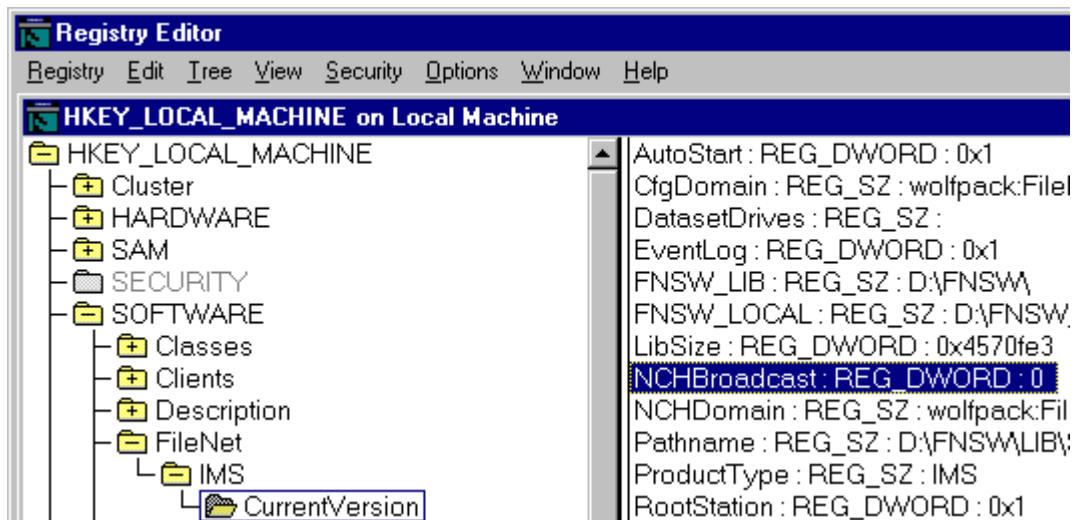 Registry Editor
Registry Edit Tree View Security Options Window Help
HKEY_LOCAL_MACHINE on Local Machine
HKEY_LOCAL_MACHINE
Cluster
HARDWARE
SAM
SECURITY
SOFTWARE
Classes
Clients
Description
FileNet
IMS
CurrentVersion
AutoStart : REG_DWORD : 0x1
CfgDomain : REG_SZ : wolfpack:File
DatasetDrives : REG_SZ :
EventLog : REG_DWORD : 0x1
FNSW_LIB : REG_SZ : D:\FNSW\
FNSW_LOCAL : REG_SZ : D:\FNSW_
LibSize : REG_DWORD : 0x4570fe3
NCHBroadcast : REG_DWORD : 0
NCHDomain : REG_SZ : wolfpack:Fil
Pathname : REG_SZ : D:\FNSW\LIB\
ProductType : REG_SZ : IMS
RootStation : REG_DWORD : 0x1